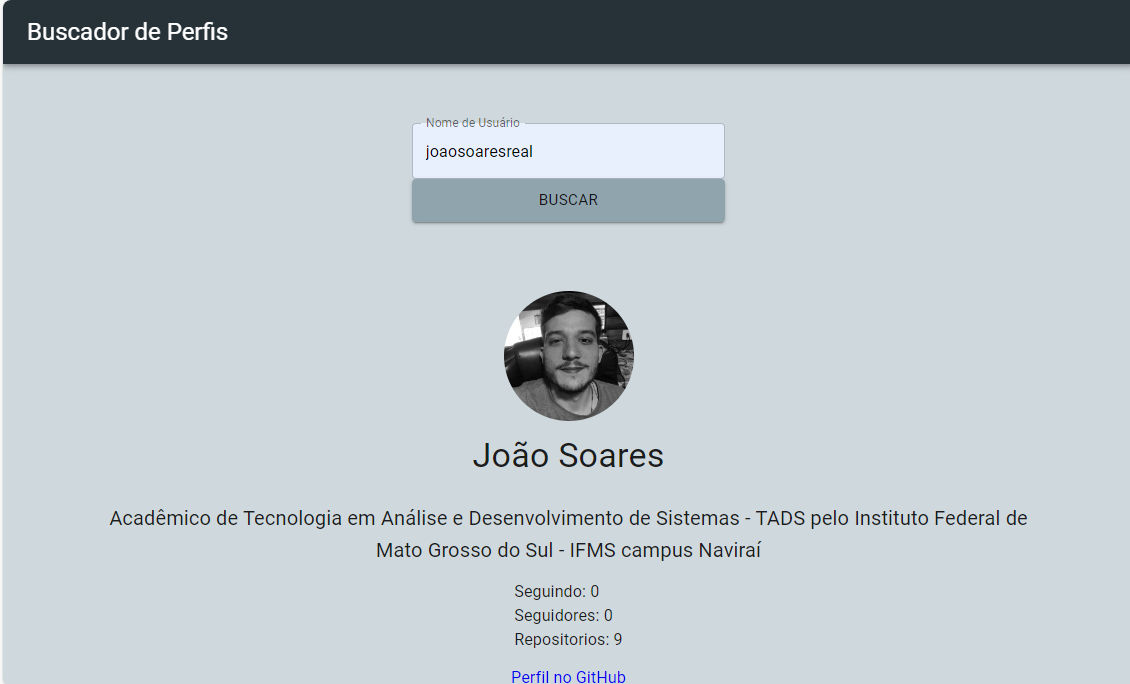 Buscador de Perfis
Nome de Usuário
joaosoaresreal
BUSCAR
João Soares
Acadêmico de Tecnologia em Análise e Desenvolvimento de Sistemas - TADS pelo Instituto Federal de
Mato Grosso do Sul - IFMS campus Naviraí
Seguindo: 0
Seguidores: 0
Repositorios: 9
Perfil no GitHub